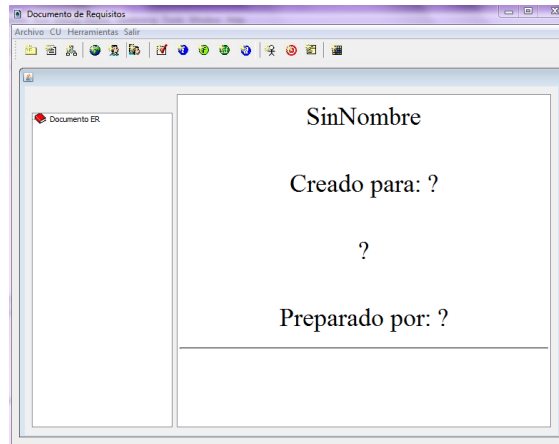 Documento de Requisitos
Archivo CU Herramientas Salir
Documento ER
SinNombre
Creado para: ?
?
Preparado por: ?